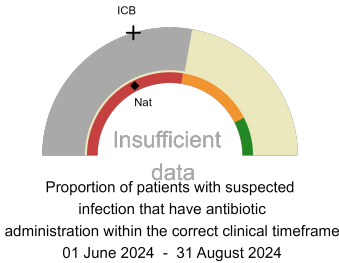 ICB
Nat
Insufficient
data
Proportion of patients with suspected
infection that have antibiotic
administration within the correct clinical timeframe
01 June 2024  -  31 August 2024